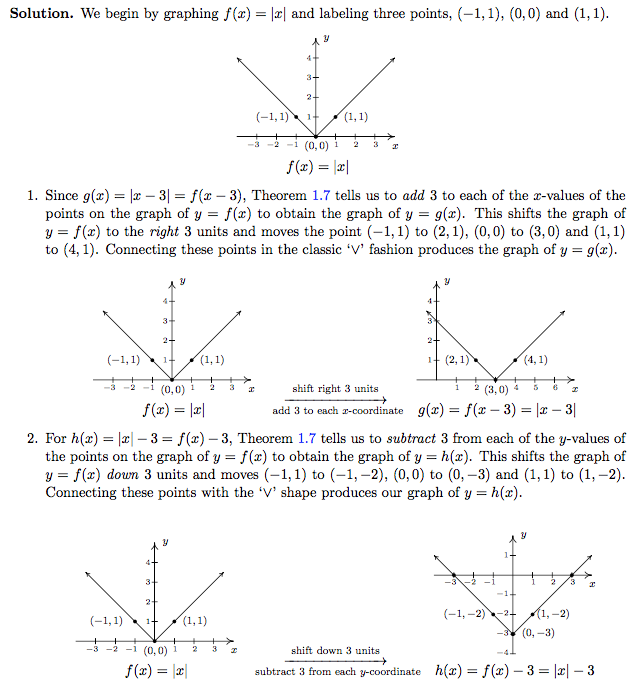 Solution. We begin by graphing f(x) = |x| and labeling three points, (−1, 1), (0, 0) and (1, 1).
y
4
3
2
(−1, 1) 1 (1, 1)
−3 −2 −1 (0, 0) 1 2 3 x
f(x) = |x|
1. Since g(x) = |x − 3| = f(x − 3), Theorem 1.7 tells us to add 3 to each of the x-values of the
points on the graph of y = f(x) to obtain the graph of y = g(x). This shifts the graph of
y = f(x) to the right 3 units and moves the point (−1, 1) to (2, 1), (0, 0) to (3, 0) and (1, 1)
to (4, 1). Connecting these points in the classic ‘∨’ fashion produces the graph of y = g(x).
y
4
3
2
(−1, 1) 1 (1, 1)
−3 −2 −1 (0, 0) 1 2 3 x
f(x) = |x|
shift right 3 units
add 3 to each x-coordinate
y
4
3
2
1 (2, 1) (4, 1)
1 2 (3, 0) 4 5 6 x
g(x) = f(x − 3) = |x − 3|
2. For h(x) = |x| − 3 = f(x) − 3, Theorem 1.7 tells us to subtract 3 from each of the y-values of
the points on the graph of y = f(x) to obtain the graph of y = h(x). This shifts the graph of
y = f(x) down 3 units and moves (−1, 1) to (−1, −2), (0, 0) to (0, −3) and (1, 1) to (1, −2).
Connecting these points with the ‘∨’ shape produces our graph of y = h(x).
y
4
3
2
(−1, 1) 1 (1, 1)
−3 −2 −1 (0, 0) 1 2 3 x
f(x) = |x|
shift down 3 units
subtract 3 from each y-coordinate
y
1
−3 −2 −1 1 2 3 x
−1
(−1, −2) −2 (1, −2)
−3 (0, −3)
−4
h(x) = f(x) − 3 = |x| − 3